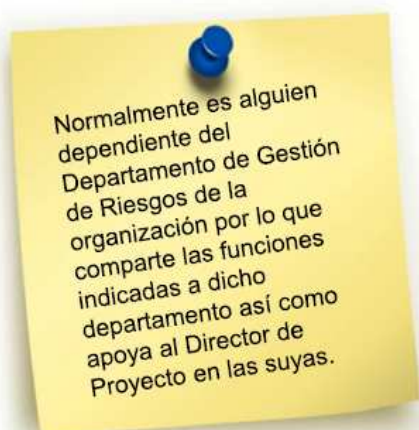 Normalmente es alguien
dependiente del
Departamento de Gestión
de Riesgos de la
organización por lo que
comparte las funciones
indicadas a dicho
departamento así como
apoya al Director de
Proyecto en las suyas.